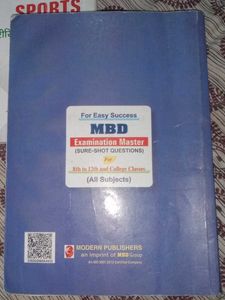 SPORTS
For Easy Success
MBD
Examination Master
(SURE-SHOT QUESTIONS)
For
8th to 12th and College Classes
(All Subjects)
MODERN PUBLISHERS
an Imprint of MBD Group